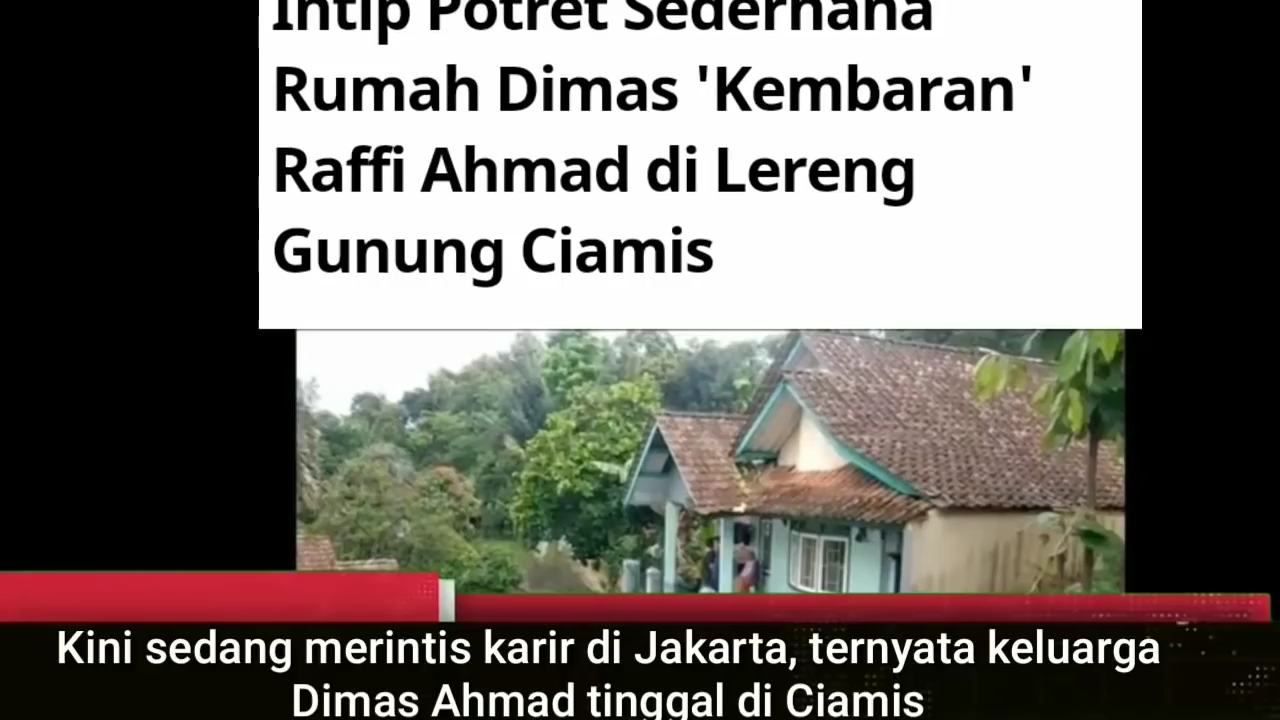 Intip Potret Sederhana
Rumah Dimas 'Kembaran'
Raffi Ahmad di Lereng
Gunung Ciamis
Kini sedang merintis karir di Jakarta, ternyata keluarga
Dimas Ahmad tinggal di Ciamis